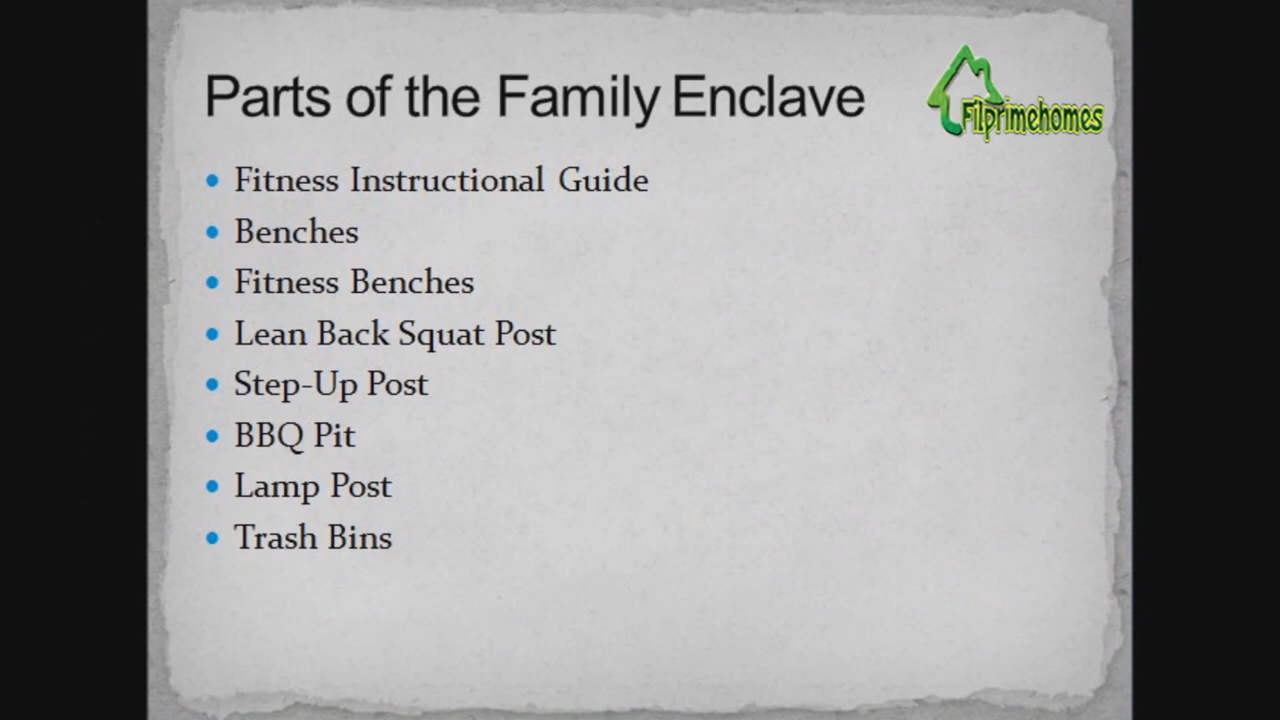 Parts of the Family Enclave
Filprimehomes
• Fitness Instructional Guide
• Benches
• Fitness Benches
• Lean Back Squat Post
• Step-Up Post
• BBQ Pit
• Lamp Post
• Trash Bins